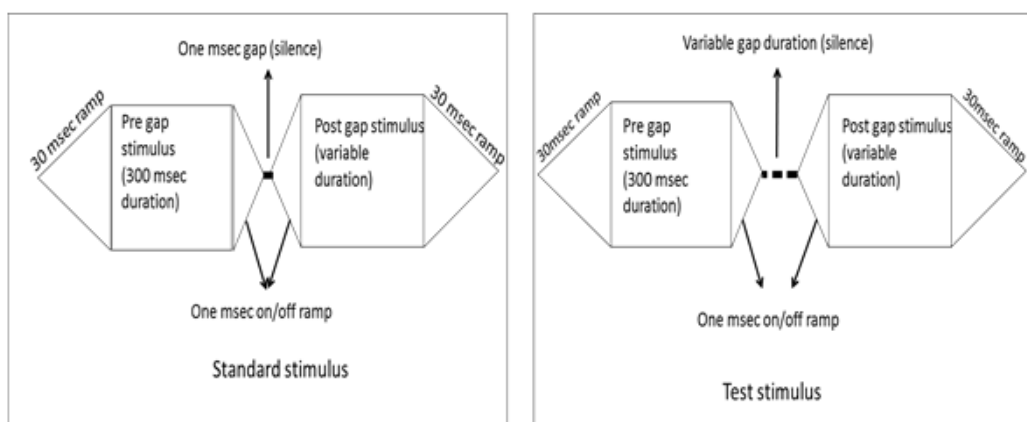 One msec gap (silence)
30 msec ramp
Pre gap
stimulus
(300 msec
duration)
Post gap stimulus
(variable
duration)
30 msec ramp
One msec on/off ramp
Standard stimulus
Variable gap duration (silence)
30msec ramp
Pre gap
stimulus
(300 msec
duration)
Post gap stimulus
(variable
duration)
30msec ramp
One msec on/off ramp
Test stimulus